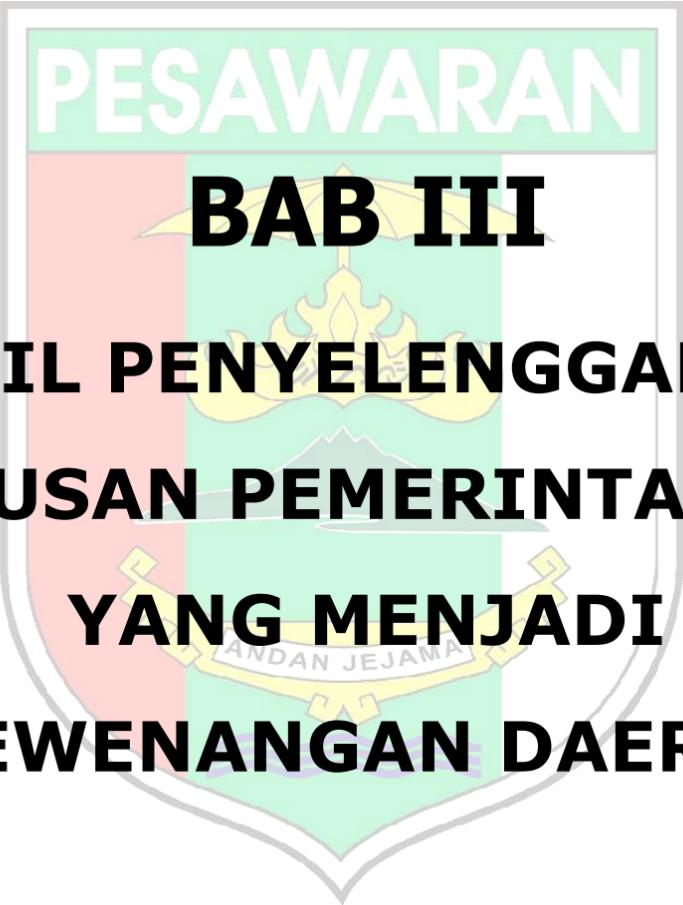 PESAWARAN
BAB III
IL PENYELENGGA
USAN PEMERINTA
YANG MENJADI
ANDAN JEJAMA
EWENANGAN DAER